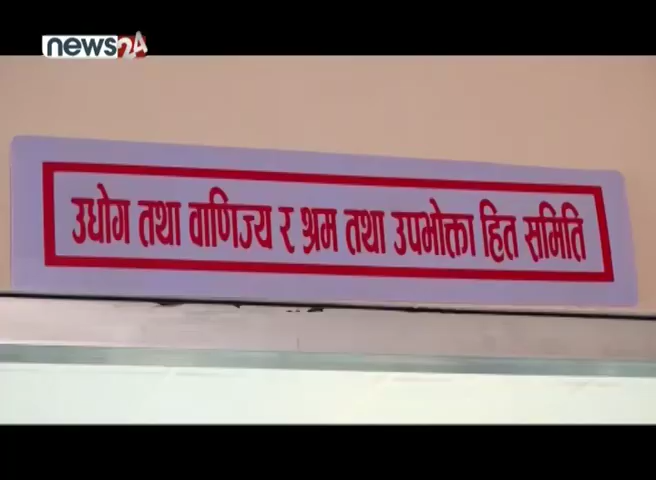 news24
उधोग तथा वाणिज्य र श्रम तथा उपभोक्ता हित समिति